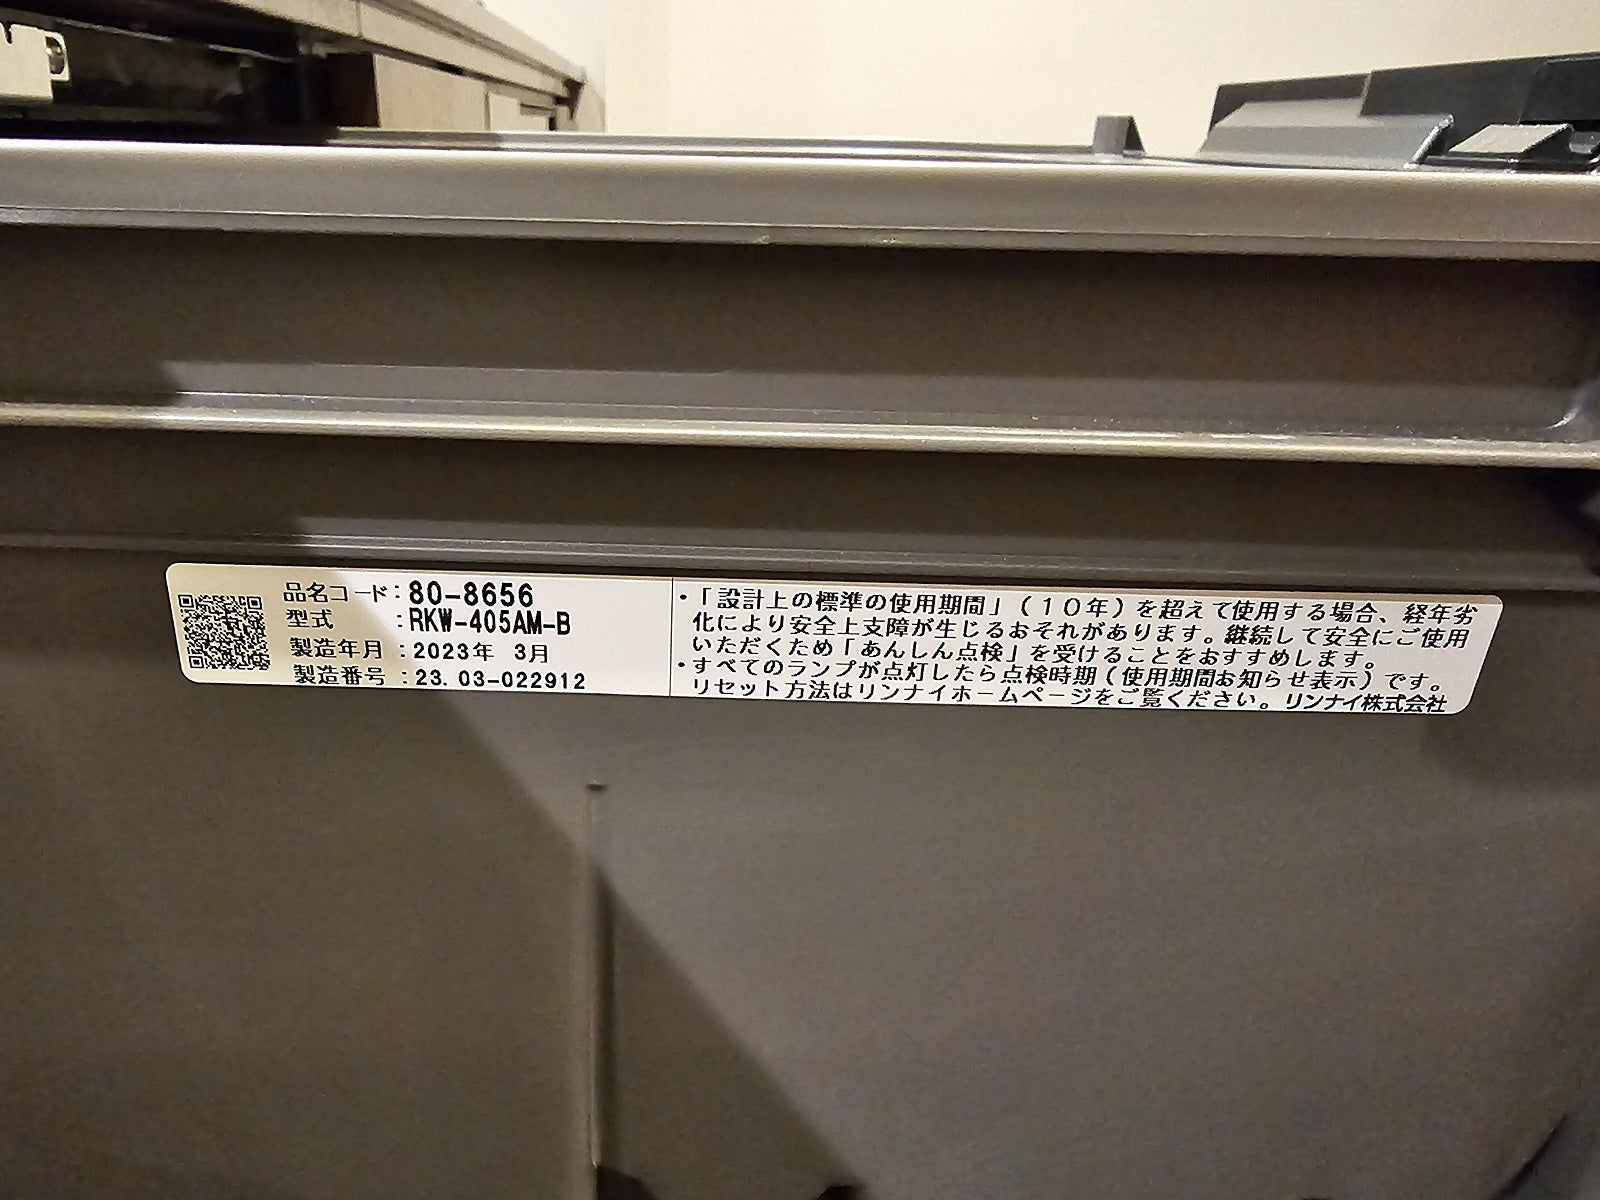 品名コード:80-8656
型式 :RKW-405AM-B
製造年月:2023年 3月
製造番号:23.03-022912
・「設計上の標準の使用期間」(10年)を超えて使用する場合、経年劣
化により安全上支障が生じるおそれがあります。継続して安全にご使用
いただくため「あんしん点検」を受けることをおすすめします。
・すべてのランプが点灯したら点検時期(使用期間お知らせ表示)です。
リセット方法はリンナイホームページをご覧ください。リンナイ株式会社